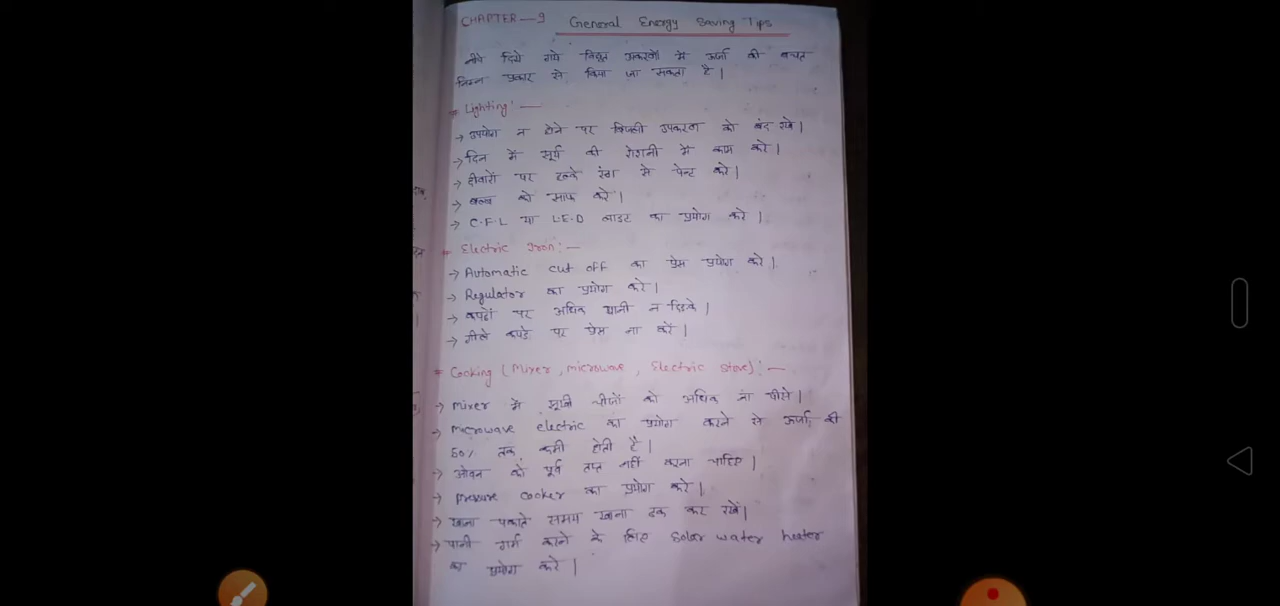 CHAPTER-9 General Energy Saving Tips
नीचे दिये गये विद्युत उपकरणों में ऊर्जा की बचत
निम्न प्रकार से किया जा सकता है |
* Lighting:-
→ उपयोग न होने पर बिजली उपकरण को बंद रखे |
→ दिन में सूर्य की रोशनी में काम करे |
→ दीवारों पर हल्के रंग से पेन्ट करे |
→ बल्ब को साफ करे |
→ C.F.L या L.E.D लाइट का प्रयोग करे |
* Electric Iron:-
→ Automatic cut off का प्रेस प्रयोग करे |
→ Regulator का प्रयोग करे |
→ कपड़ों पर अधिक पानी न छिड़के |
→ गीले कपड़े पर प्रेस ना करें |
* Cooking (Mixer, microwave, Electric stove):-
→ mixer में सूखी चीजों को अधिक ना पीसे |
→ microwave electric का प्रयोग करने से ऊर्जा की
50% तक कमी होती है |
→ ओवन को पूर्व तप्त नहीं करना चाहिए |
→ pressure cooker का प्रयोग करे |
→ खाना पकाते समय खाना ढक कर रखें |
→ पानी गर्म करने के लिए Solar water heater
का प्रयोग करे |